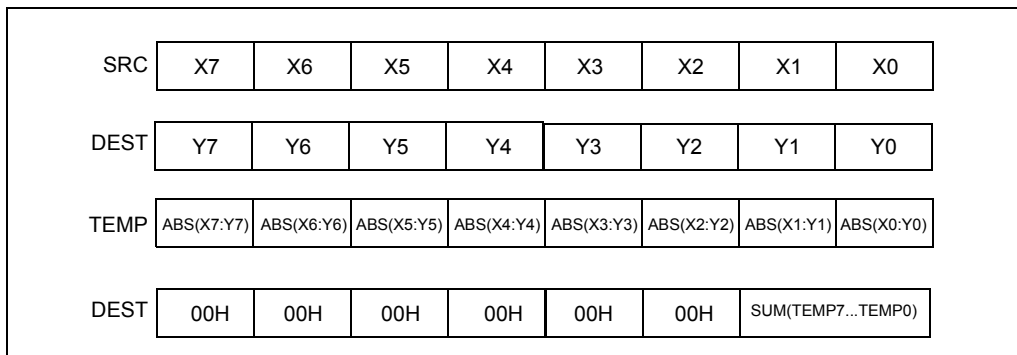 SRC X7 X6 X5 X4 X3 X2 X1 X0
DEST Y7 Y6 Y5 Y4 Y3 Y2 Y1 Y0
TEMP ABS(X7:Y7) ABS(X6:Y6) ABS(X5:Y5) ABS(X4:Y4) ABS(X3:Y3) ABS(X2:Y2) ABS(X1:Y1) ABS(X0:Y0)
DEST 00H 00H 00H 00H 00H 00H SUM(TEMP7...TEMP0)